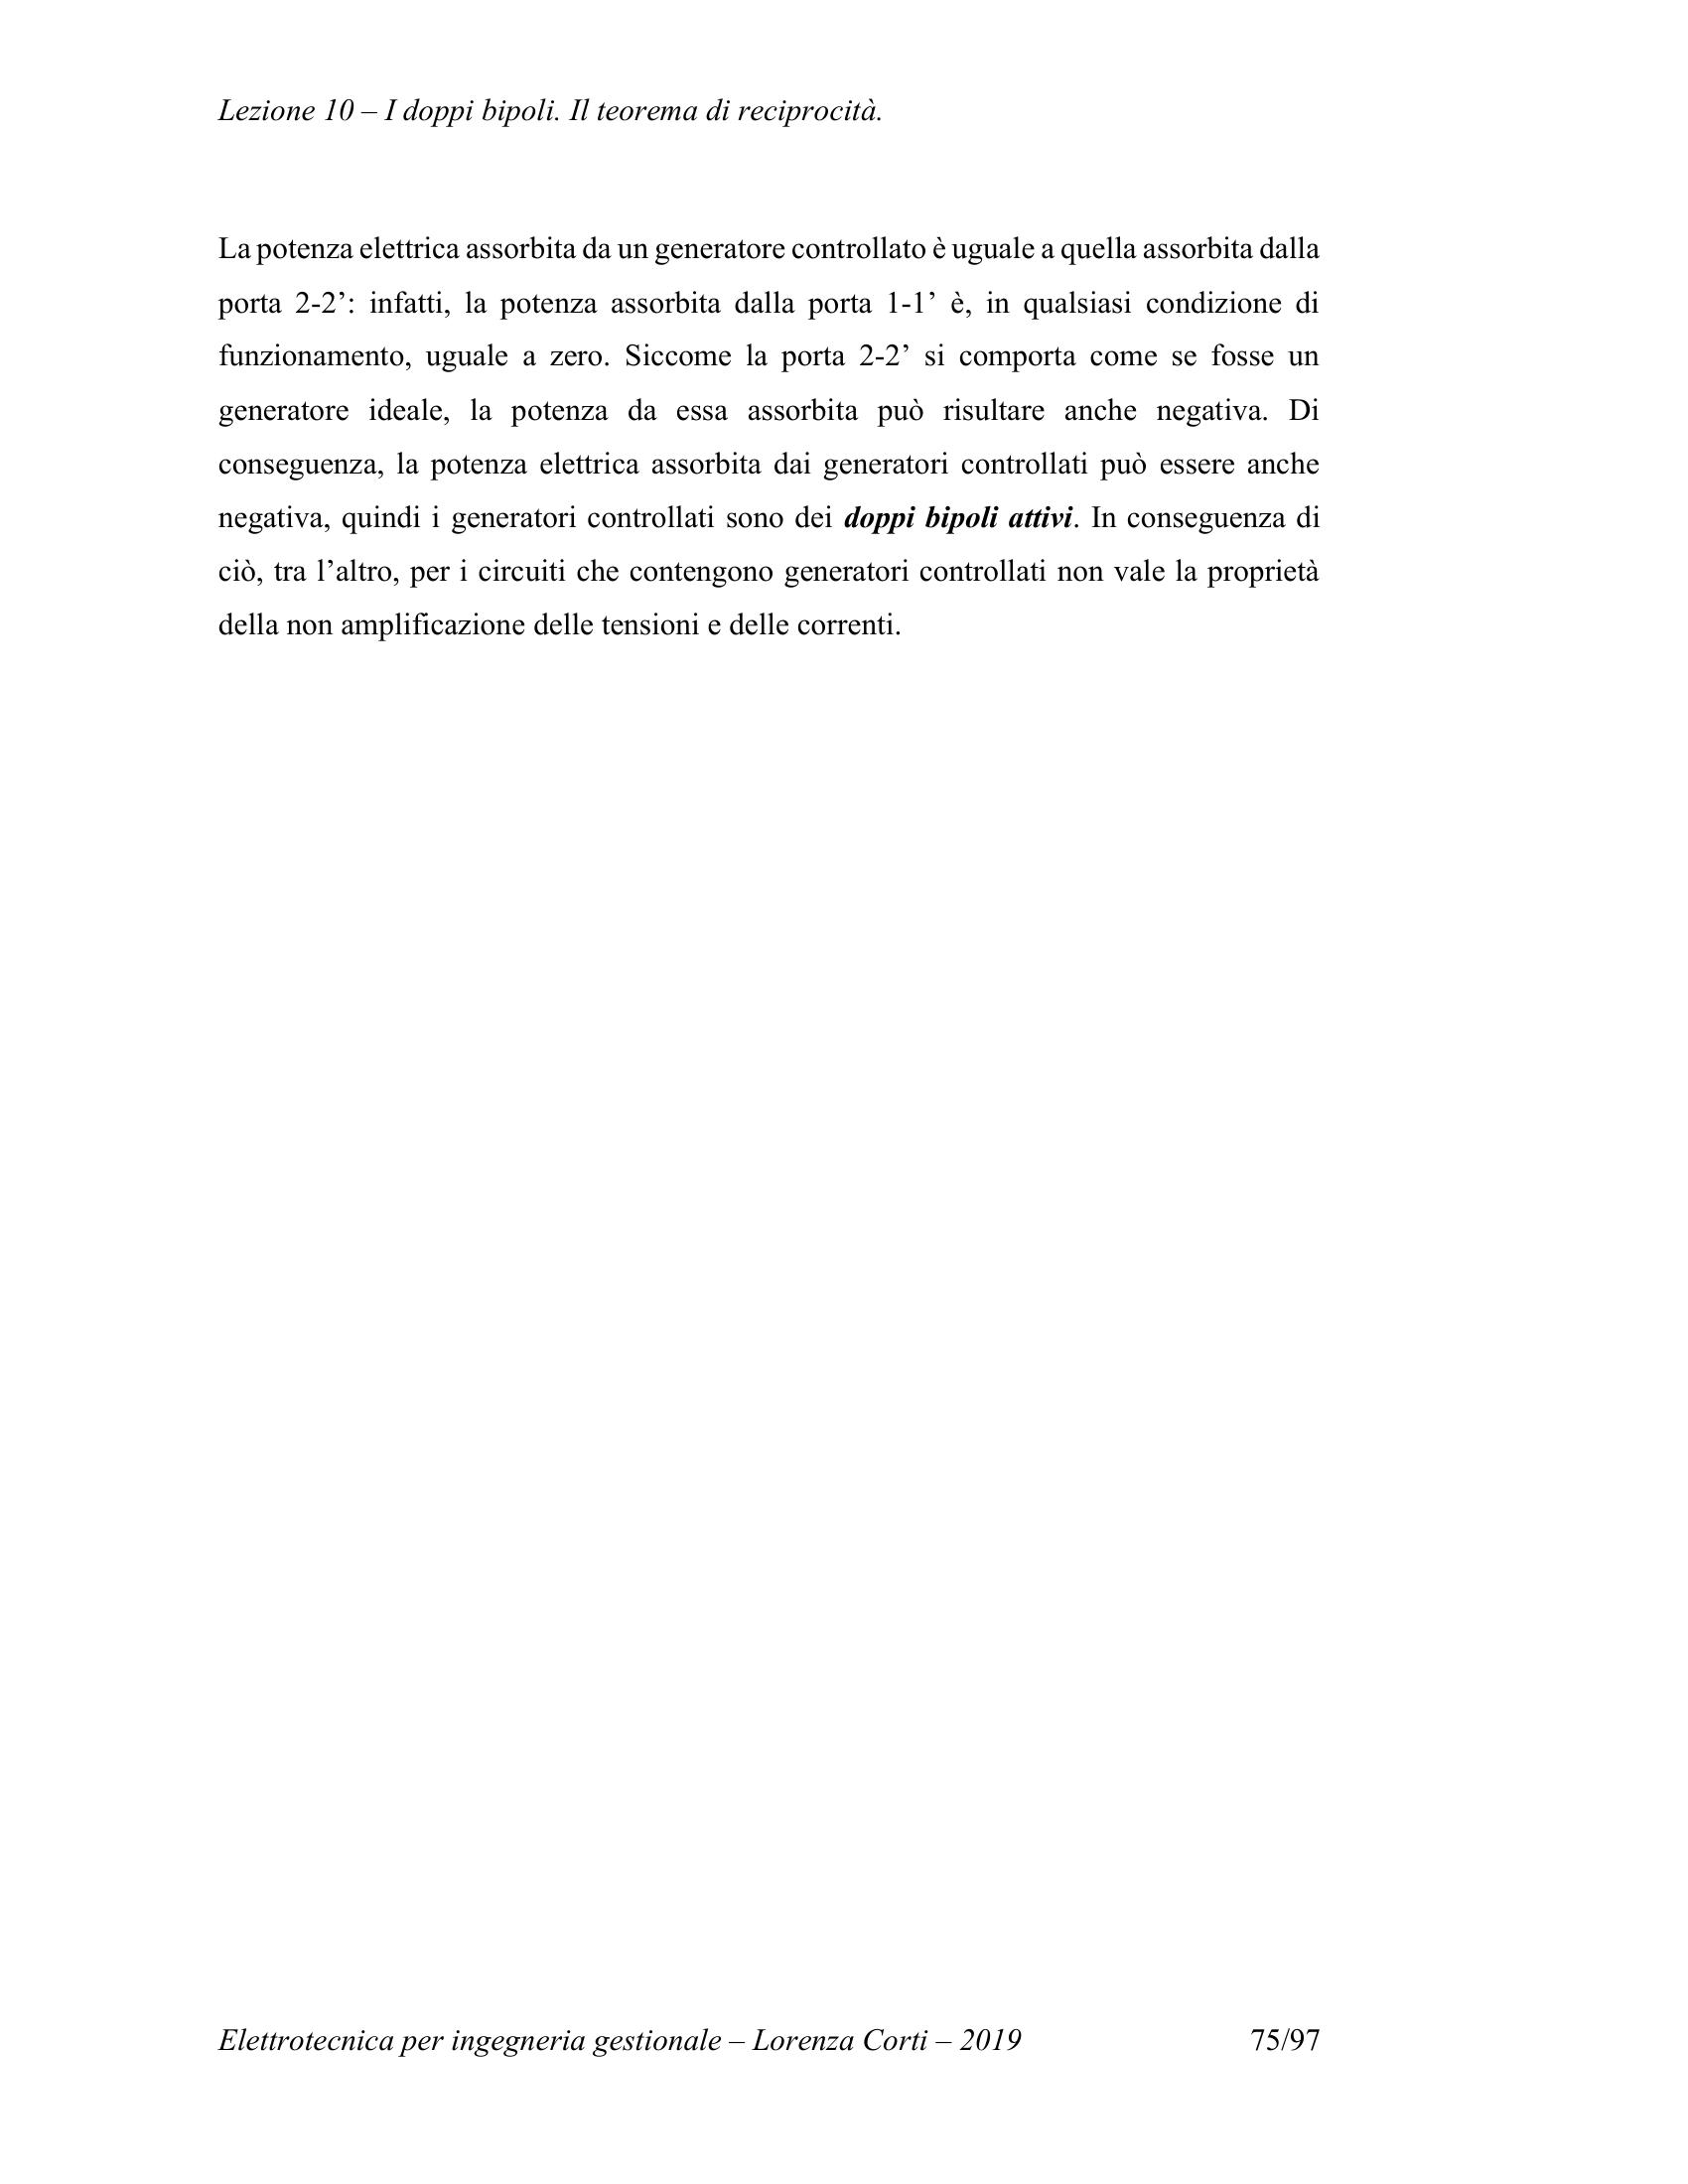 Lezione 10 – I doppi bipoli. Il teorema di reciprocità.
La potenza elettrica assorbita da un generatore controllato è uguale a quella assorbita dalla
porta 2-2’: infatti, la potenza assorbita dalla porta 1-1’ è, in qualsiasi condizione di
funzionamento, uguale a zero. Siccome la porta 2-2’ si comporta come se fosse un
generatore ideale, la potenza da essa assorbita può risultare anche negativa. Di
conseguenza, la potenza elettrica assorbita dai generatori controllati può essere anche
negativa, quindi i generatori controllati sono dei doppi bipoli attivi. In conseguenza di
ciò, tra l’altro, per i circuiti che contengono generatori controllati non vale la proprietà
della non amplificazione delle tensioni e delle correnti.
Elettrotecnica per ingegneria gestionale – Lorenza Corti – 2019 75/97